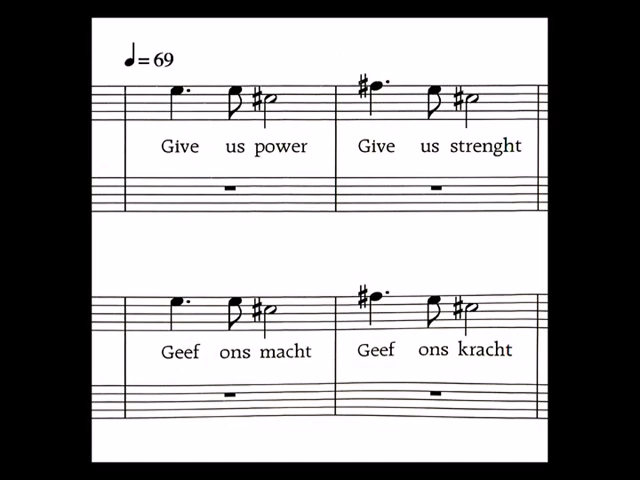 ♩= 69
Give us power Give us strenght
Geef ons macht Geef ons kracht